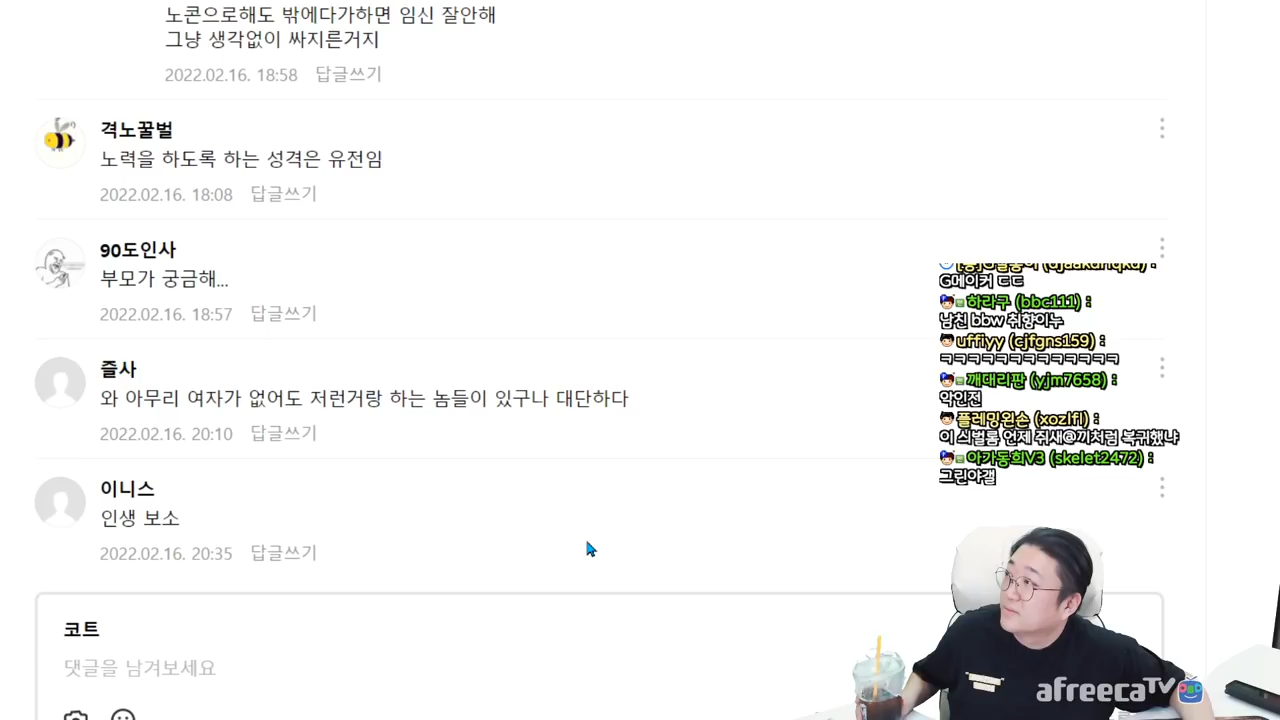 노콘으로해도 밖에다가하면 임신 잘안해
그냥 생각없이 싸지른거지
2022.02.16. 18:58 답글쓰기
격노꿀벌
노력을 하도록 하는 성격은 유전임
2022.02.16. 18:08 답글쓰기
90도인사
부모가 궁금해...
2022.02.16. 18:57 답글쓰기
즐사
와 아무리 여자가 없어도 저런거랑 하는 놈들이 있구나 대단하다
2022.02.16. 20:10 답글쓰기
이니스
인생 보소
2022.02.16. 20:35 답글쓰기
코트
댓글을 남겨보세요
G메이커 ㄷㄷ
하라구 (bbc111) :
남친 bbw 취향이누
uffiyy (cjfgns159) :
ㅋㅋㅋㅋㅋㅋㅋㅋㅋㅋㅋㅋㅋ
깨대리판 (yjm7658) :
악인전
플레밍왼손 (xozlfl) :
이 싀벌롬 언제 쥐새@끼처럼 복귀했냐
야가동희V3 (skelet2472) :
그린야갤
afreecaTV